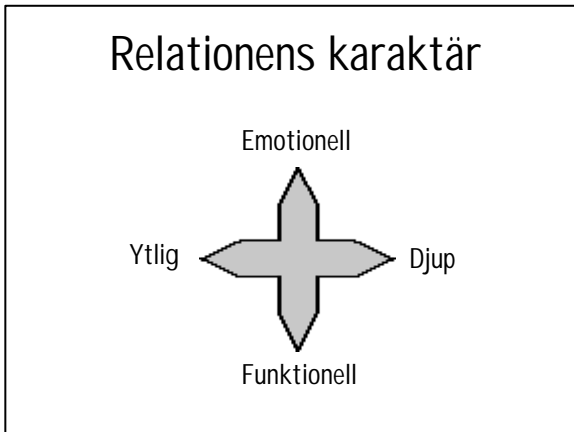 Relationens karaktär
Emotionell
Ytlig
Djup
Funktionell